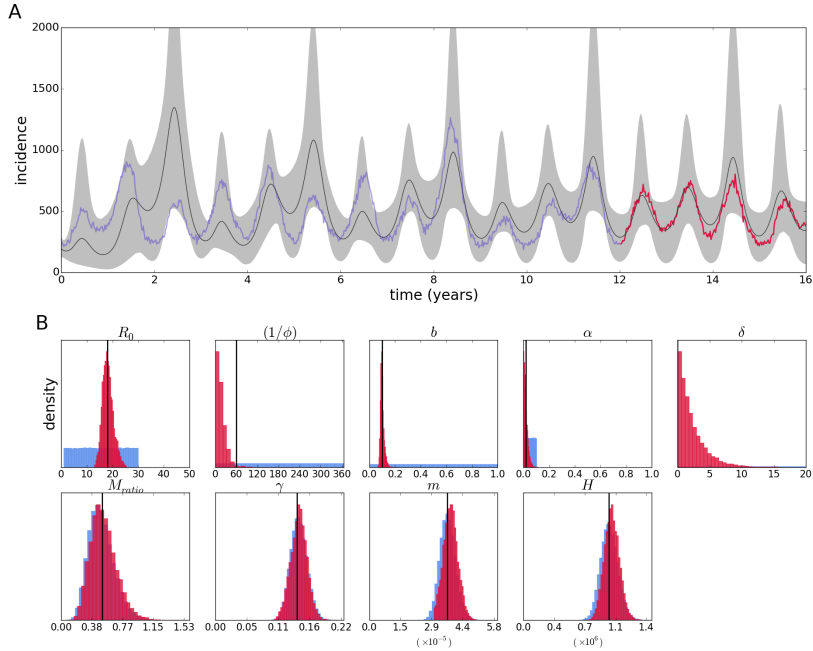 A
2000
1500
1000
500
0
incidence
0 2 4 6 8 10 12 14 16
time (years)
B
R₀ (1/ϕ) b α δ
density
0 10 20 30 40 50
0 60 120 180 240 300 360
0.0 0.2 0.4 0.6 0.8 1.0
0.0 0.2 0.4 0.6 0.8 1.0
0 5 10 15 20
M_ratio γ m H
0.00 0.38 0.77 1.15 1.53
0.00 0.05 0.11 0.16 0.22
0.0 1.5 2.9 4.4 5.8
0.0 0.4 0.7 1.1 1.4
(×10⁻⁵) (×10⁶)